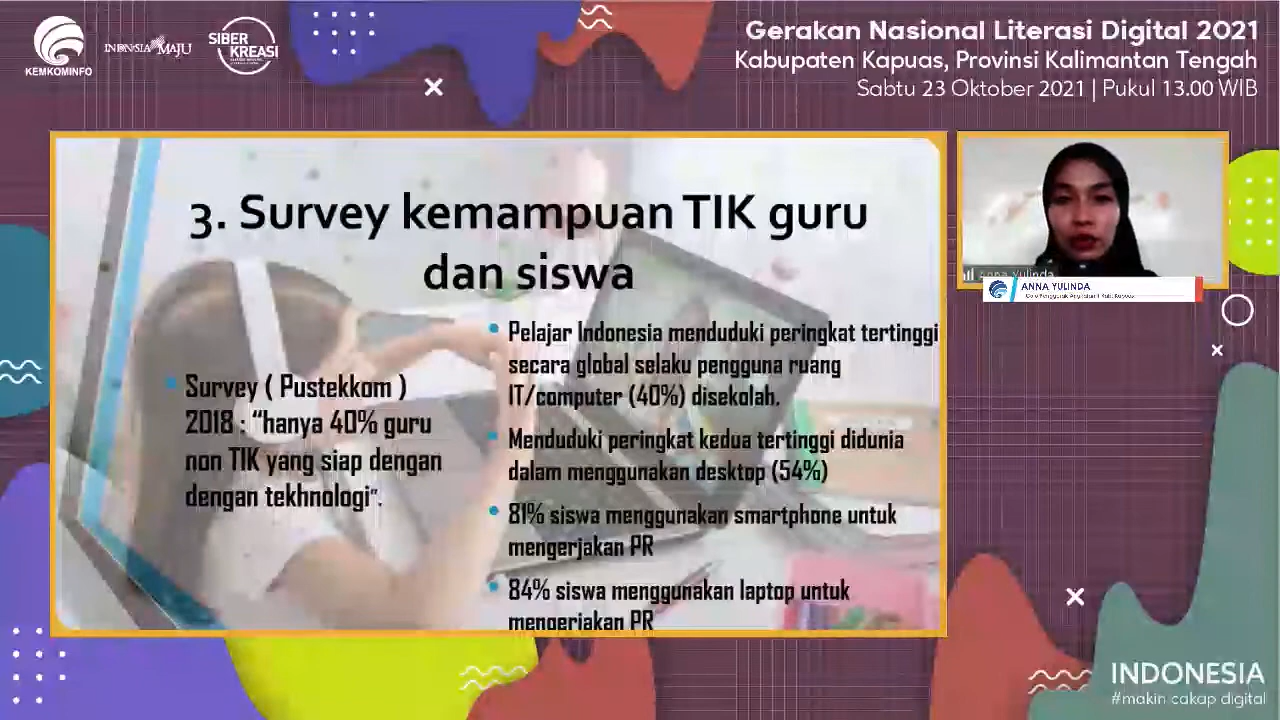 KEMKOMINFO
INDONESIA MAJU
SIBER KREASI
Gerakan Nasional Literasi Digital 2021
Kabupaten Kapuas, Provinsi Kalimantan Tengah
Sabtu 23 Oktober 2021 | Pukul 13.00 WIB
3. Survey kemampuan TIK guru
dan siswa
Survey ( Pustekkom )
2018 : “hanya 40% guru
non TIK yang siap dengan
dengan tekhnologi”.
Pelajar Indonesia menduduki peringkat tertinggi
secara global selaku pengguna ruang
IT/computer (40%) disekolah.
Menduduki peringkat kedua tertinggi didunia
dalam menggunakan desktop (54%)
81% siswa menggunakan smartphone untuk
mengerjakan PR
84% siswa menggunakan laptop untuk
mengerjakan PR
Anna Yulinda
ANNA YULINDA
INDONESIA
#makin cakap digital